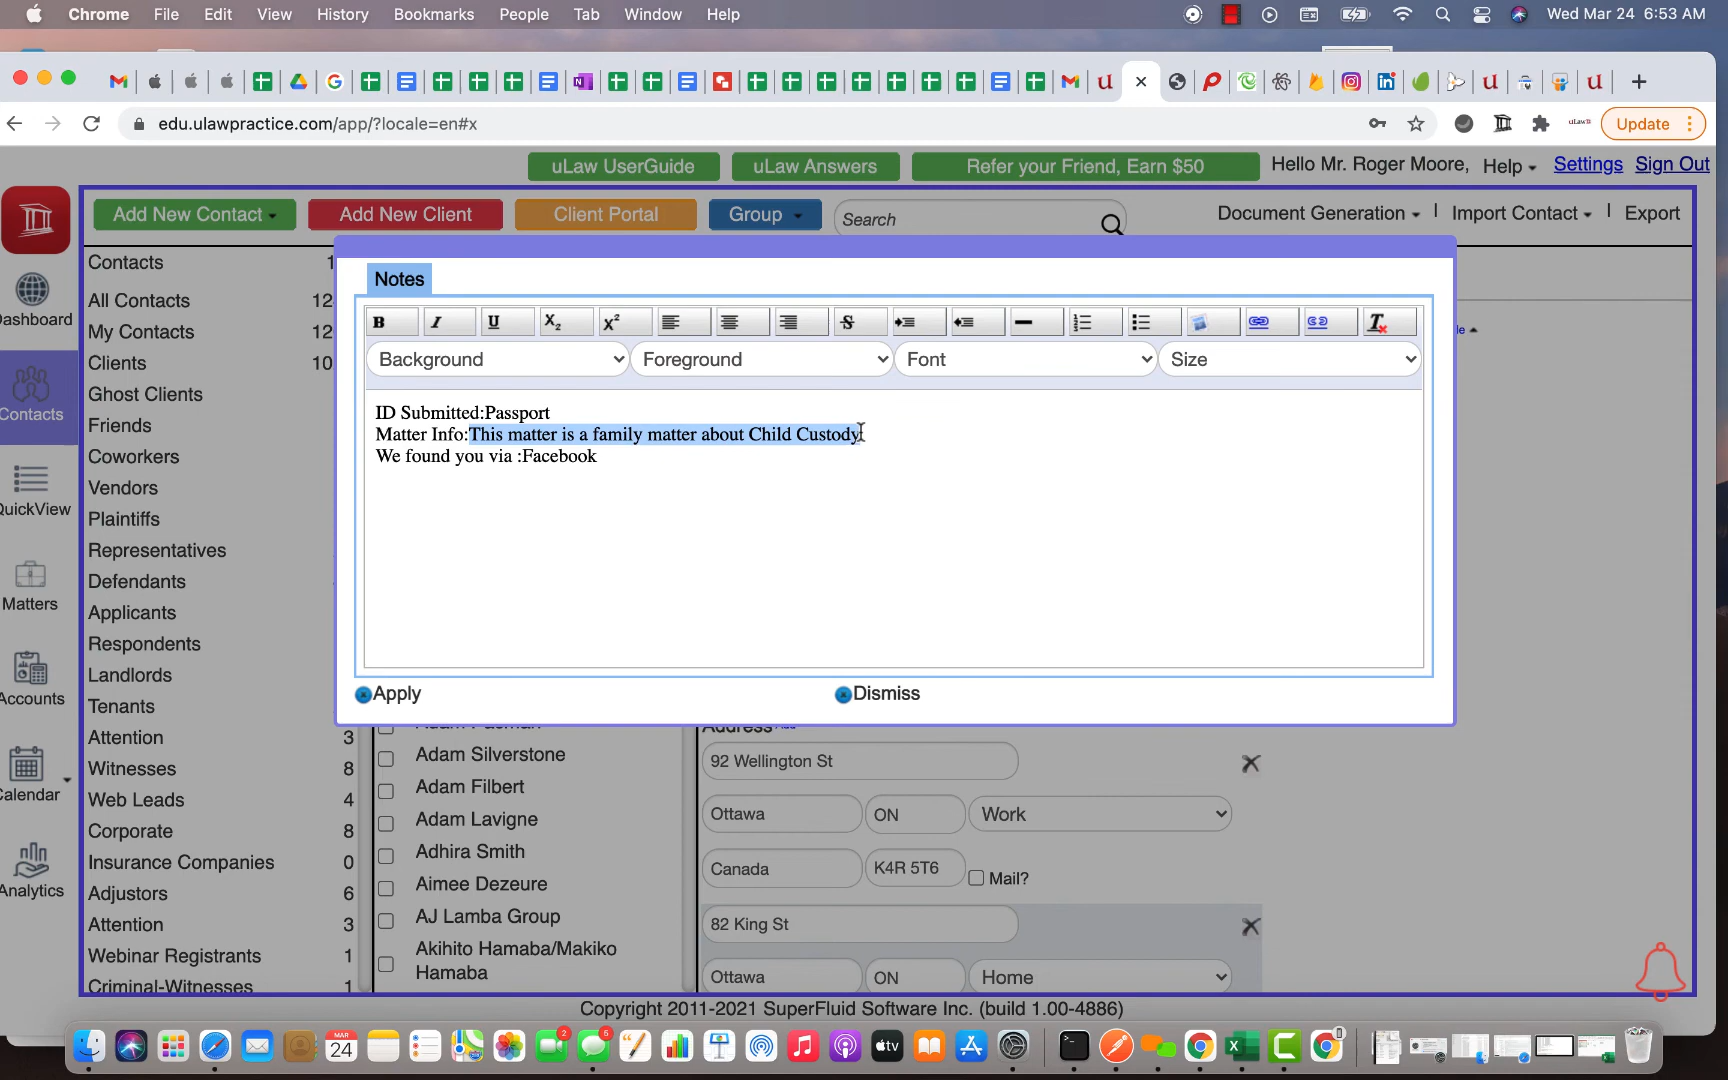 Chrome File Edit View History Bookmarks People Tab Window Help Wed Mar 24 6:53 AM
edu.ulawpractice.com/app/?locale=en#x
Update
uLaw UserGuide uLaw Answers Refer your Friend, Earn $50 Hello Mr. Roger Moore, Help Settings Sign Out
Add New Contact Add New Client Client Portal Group Search Document Generation Import Contact Export
Dashboard
Contacts
QuickView
Matters
Accounts
Calendar
Analytics
Contacts 1
All Contacts 12
My Contacts 12
Clients 10
Ghost Clients
Friends
Coworkers
Vendors
Plaintiffs
Representatives
Defendants
Applicants
Respondents
Landlords
Tenants
Attention 3
Witnesses 8
Web Leads 4
Corporate 8
Insurance Companies 0
Adjustors 6
Attention 3
Webinar Registrants 1
Criminal-Witnesses 1
Notes
B I U X2 X2 S T
Background Foreground Font Size
ID Submitted:Passport
Matter Info:This matter is a family matter about Child Custody
We found you via :Facebook
Apply Dismiss
Adam Silverstone
Adam Filbert
Adam Lavigne
Adhira Smith
Aimee Dezeure
AJ Lamba Group
Akihito Hamaba/Makiko
Hamaba
Address
92 Wellington St
Ottawa ON Work
Canada K4R 5T6 Mail?
82 King St
Ottawa ON Home
Copyright 2011-2021 SuperFluid Software Inc. (build 1.00-4886)
MAR
24
2
5
tv